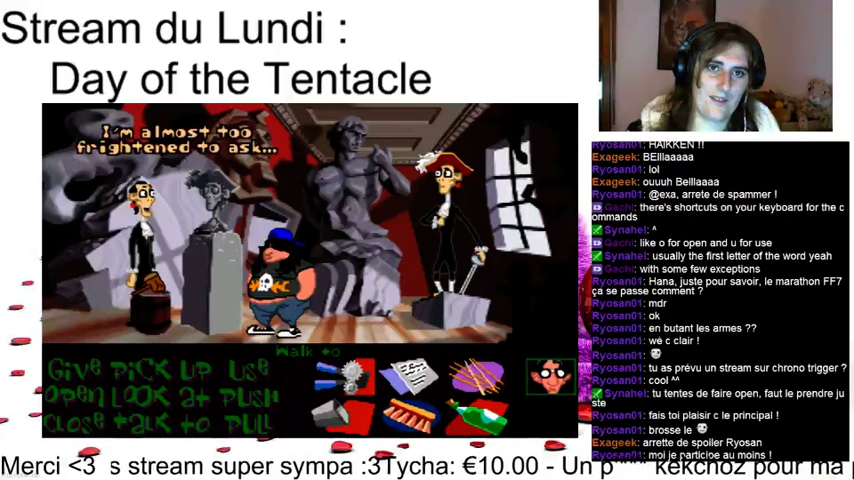 Stream du Lundi :
Day of the Tentacle
I'm almost too
frightened to ask...
Walk to
Give Pick up Use
Open Look at Push
Close Talk to Pull
Ryosan01: HAIKKEN !!
Exageek: BElllaaaaa
Ryosan01: lol
Exageek: ouuuh Belllaaaa
Ryosan01: @exa, arrete de spammer !
Gachi: there's shortcuts on your keyboard for the c
ommands
Synahel: ^
Gachi: like o for open and u for use
Synahel: usually the first letter of the word yeah
Gachi: with some few exceptions
Ryosan01: Hana, juste pour savoir, le marathon FF7
ça se passe comment ?
Ryosan01: mdr
Ryosan01: ok
Ryosan01: en butant les armes ??
Ryosan01: wé c clair !
Ryosan01:
Ryosan01: tu as prévu un stream sur chrono trigger ?
Ryosan01: cool ^^
Synahel: tu tentes de faire open, faut le prendre ju
ste
Ryosan01: fais toi plaisir c le principal !
Ryosan01: brosse le
Exageek: arrette de spoiler Ryosan
Ryosan01: moi je participe au moins !
Merci <3 s stream super sympa :3Tycha: €10.00 - Un p**** kekchoz pour ma